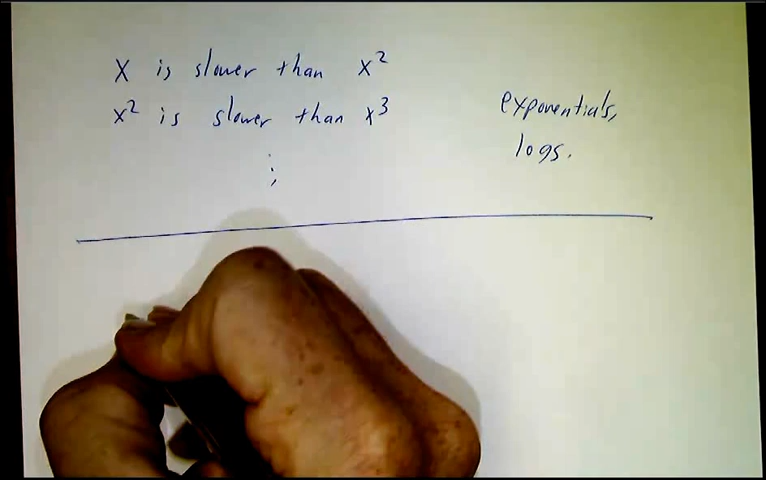 x is slower than x²
x² is slower than x³
⋮
exponentials,
logs.